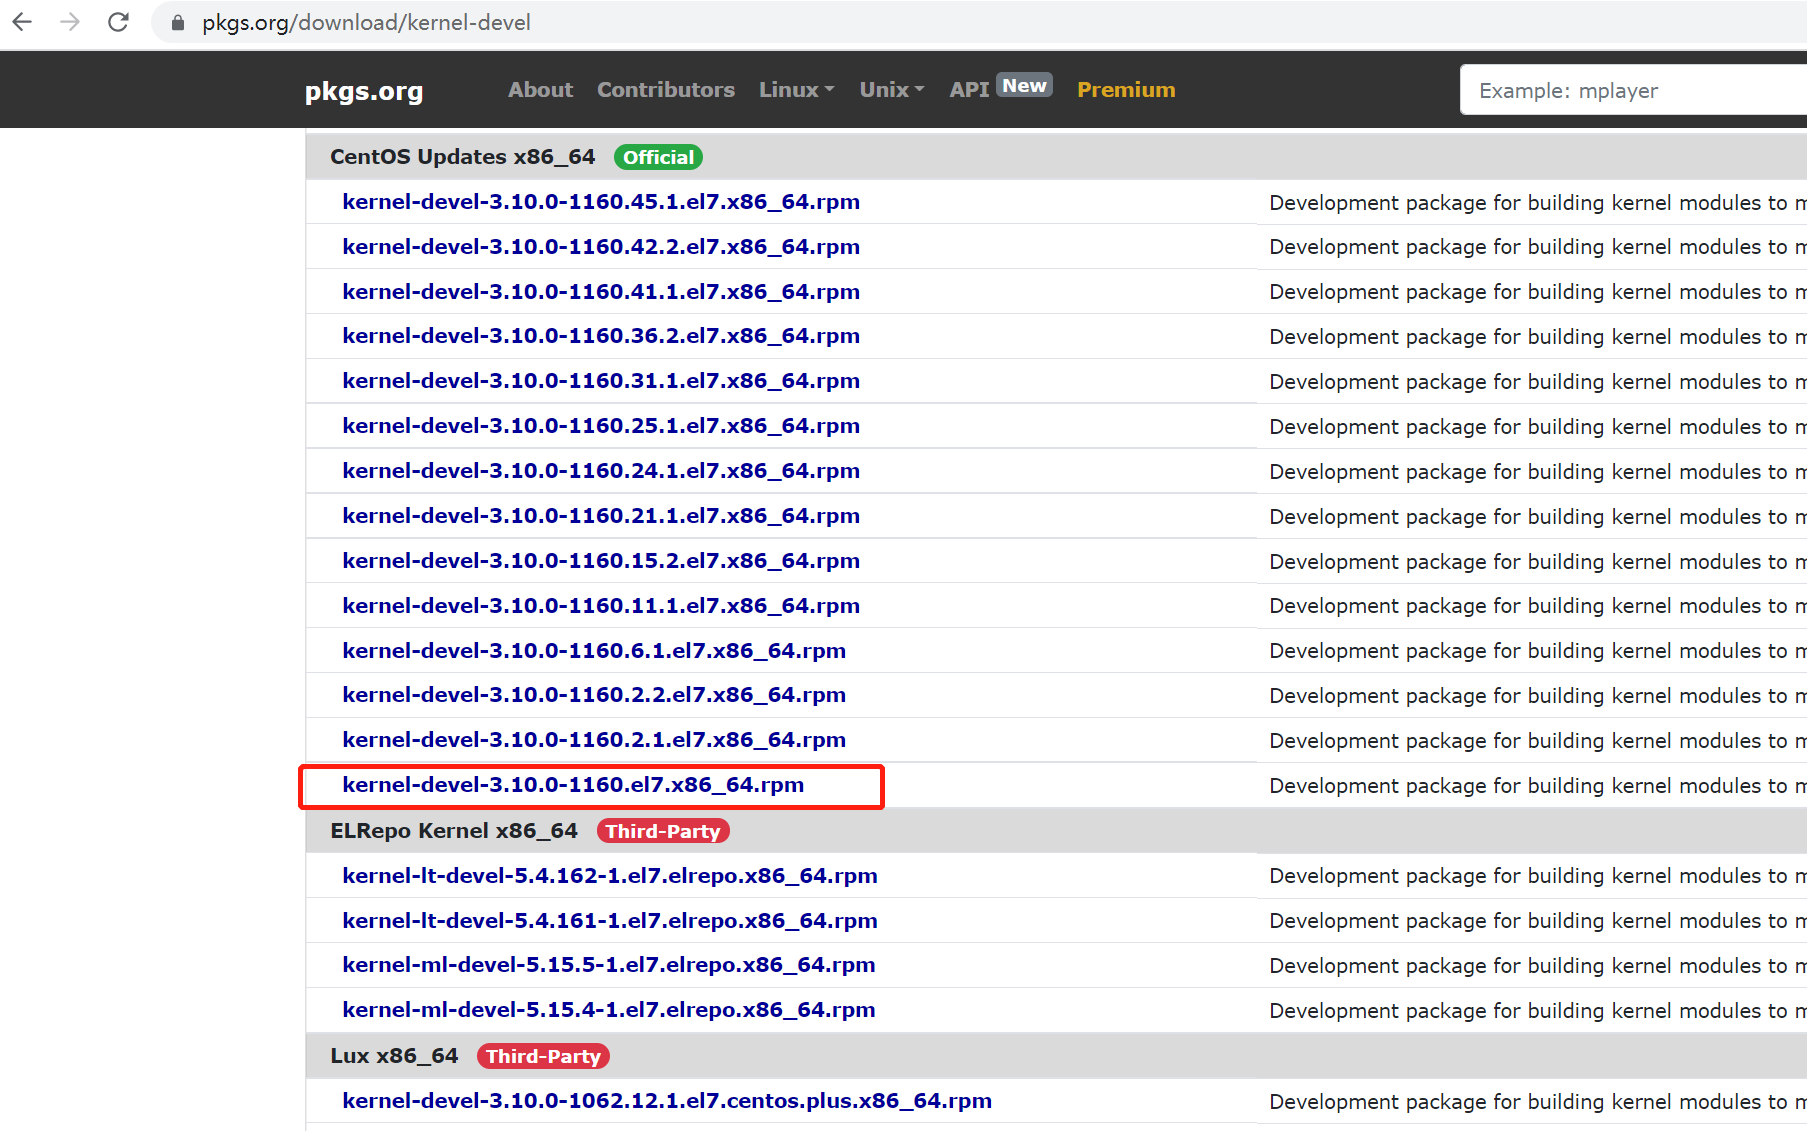 pkgs.org/download/kernel-devel
pkgs.org About Contributors Linux Unix API New Premium Example: mplayer
CentOS Updates x86_64 Official
kernel-devel-3.10.0-1160.45.1.el7.x86_64.rpm Development package for building kernel modules to
kernel-devel-3.10.0-1160.42.2.el7.x86_64.rpm Development package for building kernel modules to
kernel-devel-3.10.0-1160.41.1.el7.x86_64.rpm Development package for building kernel modules to
kernel-devel-3.10.0-1160.36.2.el7.x86_64.rpm Development package for building kernel modules to
kernel-devel-3.10.0-1160.31.1.el7.x86_64.rpm Development package for building kernel modules to
kernel-devel-3.10.0-1160.25.1.el7.x86_64.rpm Development package for building kernel modules to
kernel-devel-3.10.0-1160.24.1.el7.x86_64.rpm Development package for building kernel modules to
kernel-devel-3.10.0-1160.21.1.el7.x86_64.rpm Development package for building kernel modules to
kernel-devel-3.10.0-1160.15.2.el7.x86_64.rpm Development package for building kernel modules to
kernel-devel-3.10.0-1160.11.1.el7.x86_64.rpm Development package for building kernel modules to
kernel-devel-3.10.0-1160.6.1.el7.x86_64.rpm Development package for building kernel modules to
kernel-devel-3.10.0-1160.2.2.el7.x86_64.rpm Development package for building kernel modules to
kernel-devel-3.10.0-1160.2.1.el7.x86_64.rpm Development package for building kernel modules to
kernel-devel-3.10.0-1160.el7.x86_64.rpm Development package for building kernel modules to
ELRepo Kernel x86_64 Third-Party
kernel-lt-devel-5.4.162-1.el7.elrepo.x86_64.rpm Development package for building kernel modules to
kernel-lt-devel-5.4.161-1.el7.elrepo.x86_64.rpm Development package for building kernel modules to
kernel-ml-devel-5.15.5-1.el7.elrepo.x86_64.rpm Development package for building kernel modules to
kernel-ml-devel-5.15.4-1.el7.elrepo.x86_64.rpm Development package for building kernel modules to
Lux x86_64 Third-Party
kernel-devel-3.10.0-1062.12.1.el7.centos.plus.x86_64.rpm Development package for building kernel modules to